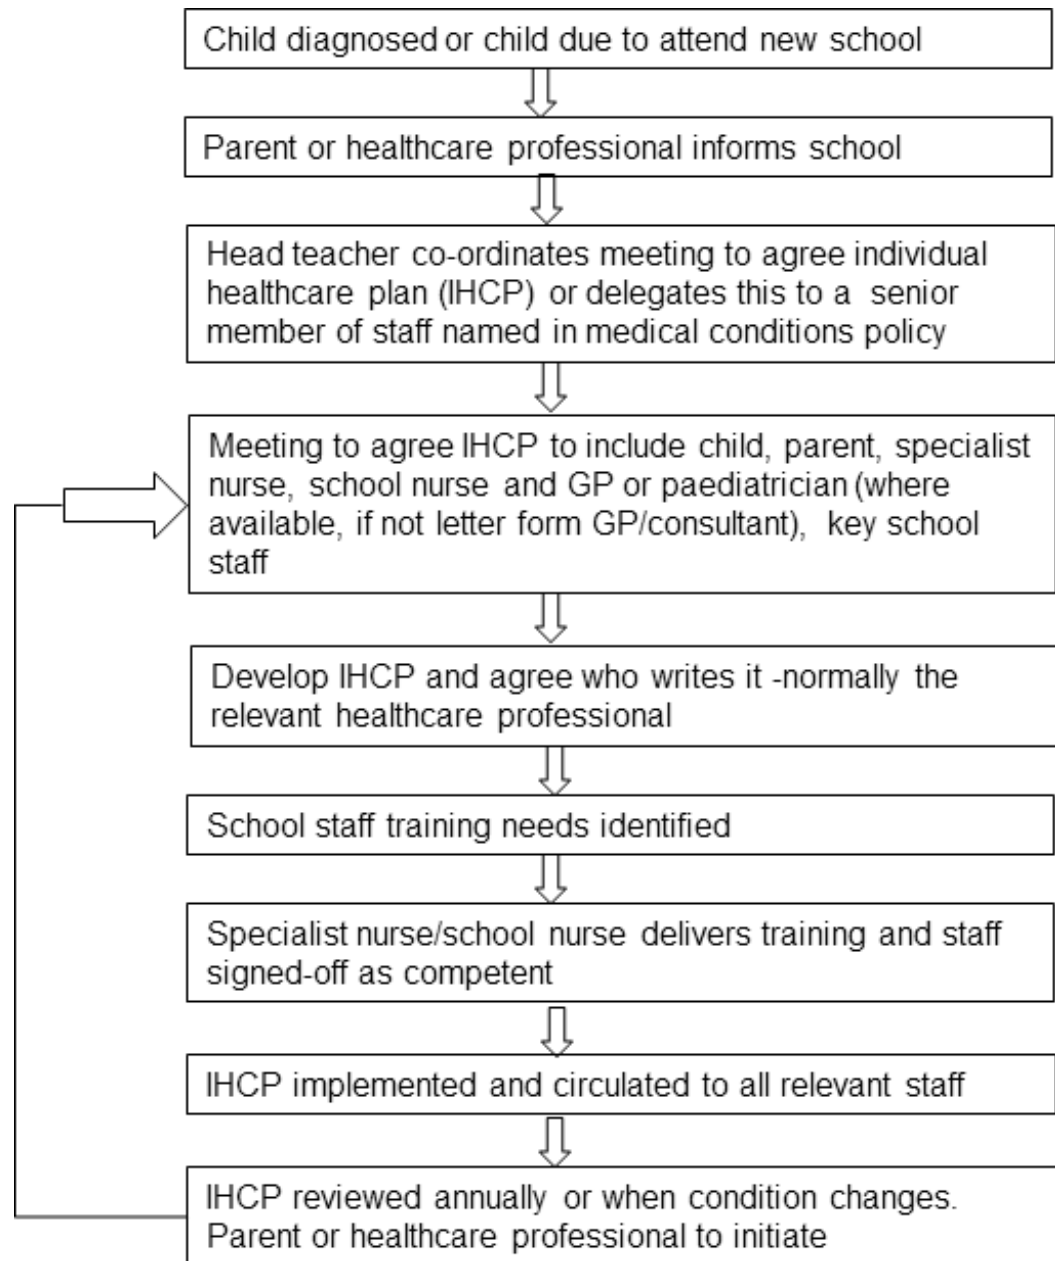 Child diagnosed or child due to attend new school
Parent or healthcare professional informs school
Head teacher co-ordinates meeting to agree individual
healthcare plan (IHCP) or delegates this to a senior
member of staff named in medical conditions policy
Meeting to agree IHCP to include child, parent, specialist
nurse, school nurse and GP or paediatrician (where
available, if not letter form GP/consultant), key school
staff
Develop IHCP and agree who writes it -normally the
relevant healthcare professional
School staff training needs identified
Specialist nurse/school nurse delivers training and staff
signed-off as competent
IHCP implemented and circulated to all relevant staff
IHCP reviewed annually or when condition changes.
Parent or healthcare professional to initiate